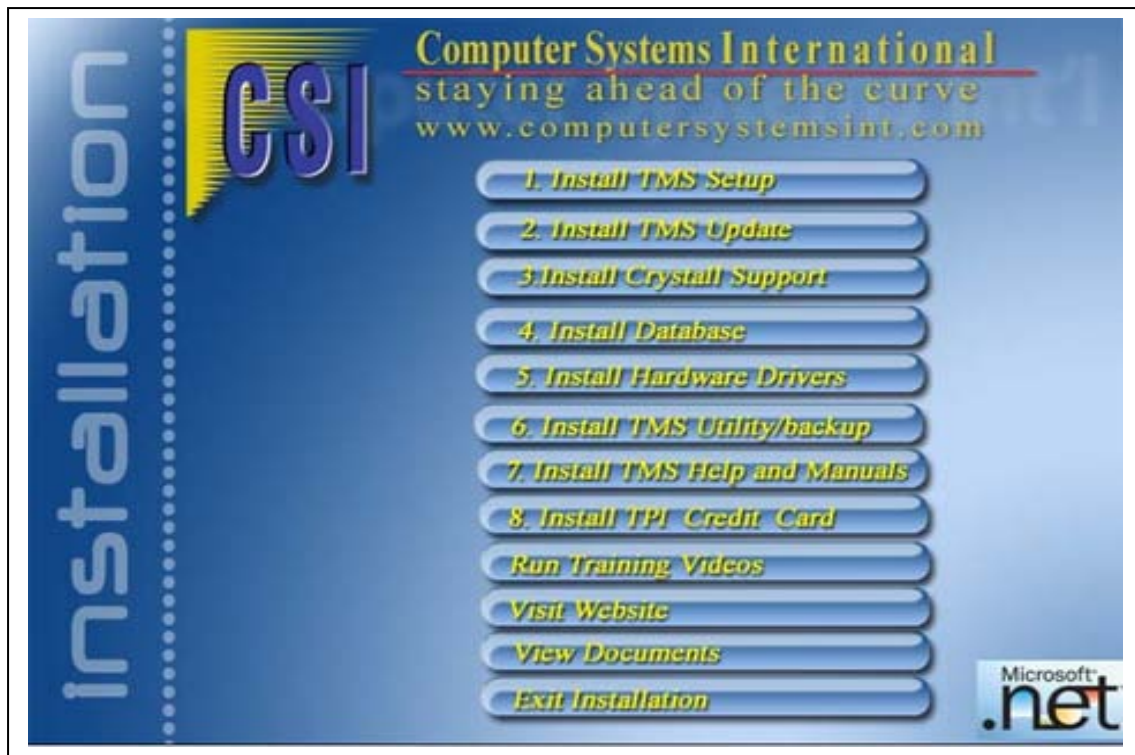 installation
CSI
Computer Systems International
staying ahead of the curve
www.computersystemsint.com
1. Install TMS Setup
2. Install TMS Update
3.Install Crystall Support
4. Install Database
5. Install Hardware Drivers
6. Install TMS Utility/backup
7. Install TMS Help and Manuals
8. Install TPI Credit Card
Run Training Videos
Visit Website
View Documents
Exit Installation
Microsoft
.net